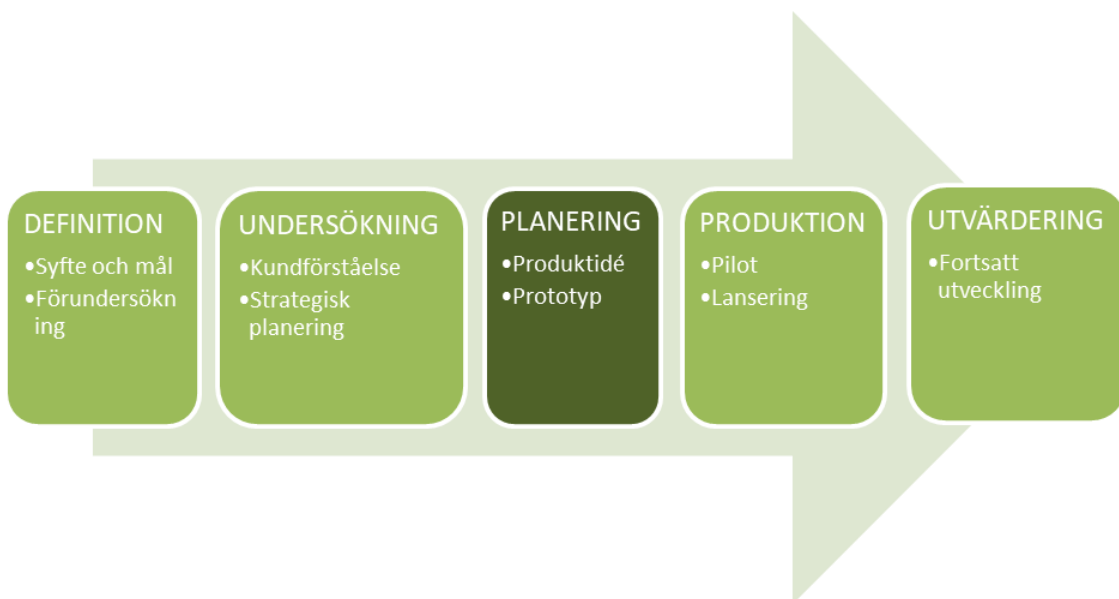 DEFINITION
•Syfte och mål
•Förundersökn
ing
UNDERSÖKNING
•Kundförståelse
•Strategisk
planering
PLANERING
•Produktidé
•Prototyp
PRODUKTION
•Pilot
•Lansering
UTVÄRDERING
•Fortsatt
utveckling